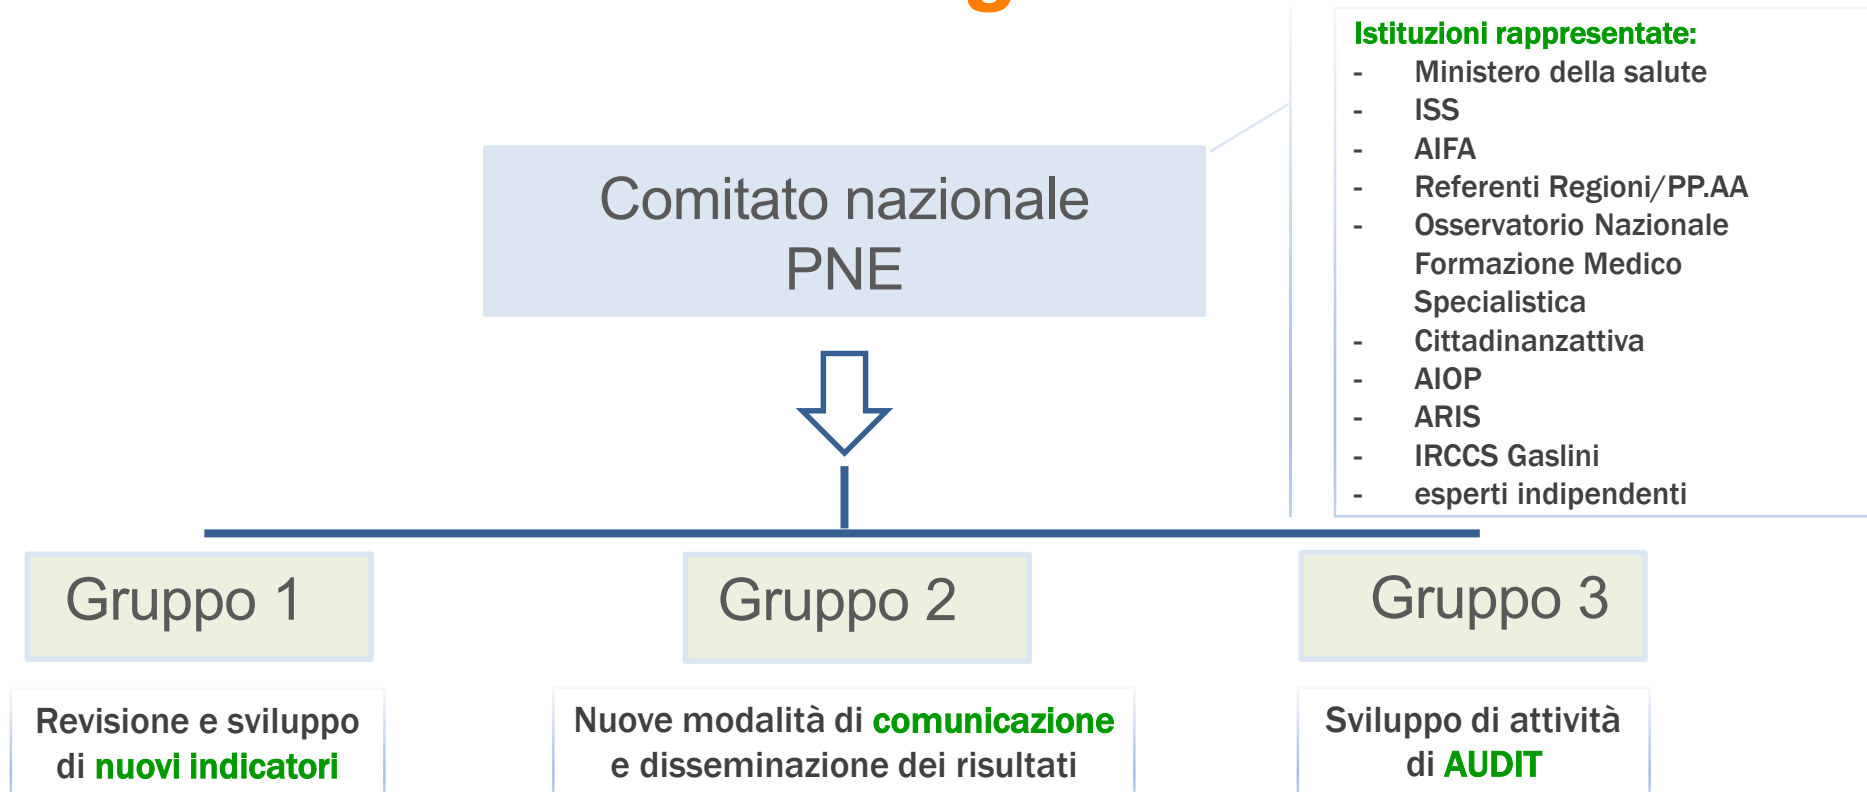 Istituzioni rappresentate:
- Ministero della salute
- ISS
- AIFA
- Referenti Regioni/PP.AA
- Osservatorio Nazionale
Formazione Medico
Specialistica
- Cittadinanzattiva
- AIOP
- ARIS
- IRCCS Gaslini
- esperti indipendenti
Comitato nazionale
PNE
Gruppo 1
Gruppo 2
Gruppo 3
Revisione e sviluppo
di nuovi indicatori
Nuove modalità di comunicazione
e disseminazione dei risultati
Sviluppo di attività
di AUDIT